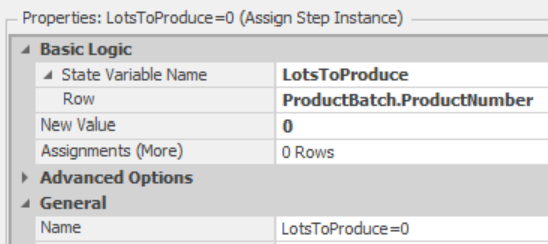 Properties: LotsToProduce=0 (Assign Step Instance)
Basic Logic
State Variable Name LotsToProduce
Row ProductBatch.ProductNumber
New Value 0
Assignments (More) 0 Rows
Advanced Options
General
Name LotsToProduce=0